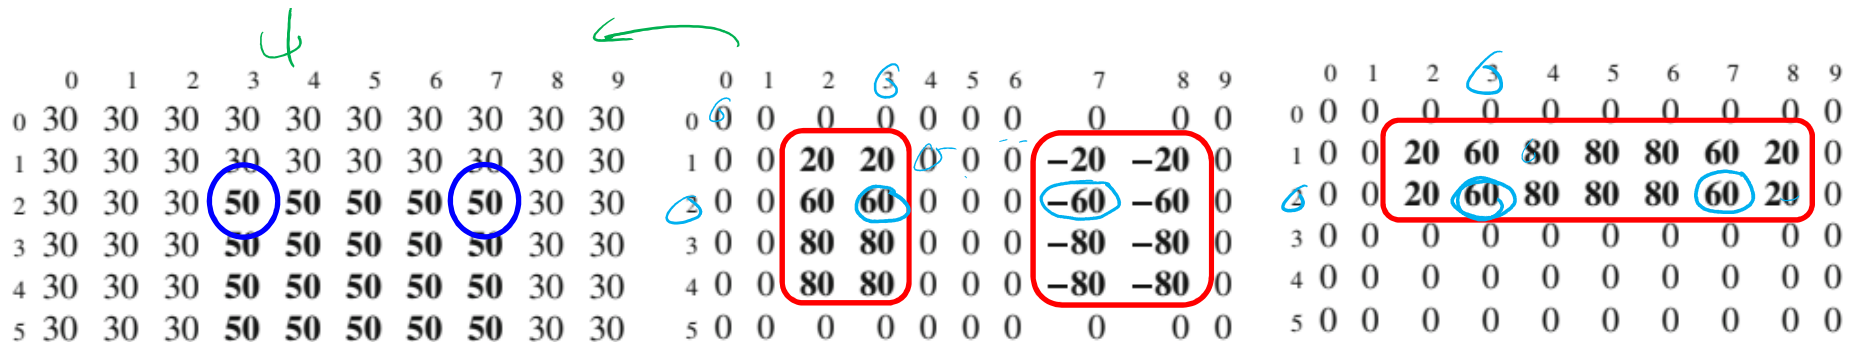 0 1 2 3 4 5 6 7 8 9
0 30 30 30 30 30 30 30 30 30 30
1 30 30 30 30 30 30 30 30 30 30
2 30 30 30 50 50 50 50 50 30 30
3 30 30 30 50 50 50 50 50 30 30
4 30 30 30 50 50 50 50 50 30 30
5 30 30 30 50 50 50 50 50 30 30
0 1 2 3 4 5 6 7 8 9
0 0 0 0 0 0 0 0 0 0 0
1 0 0 20 20 0 0 0 −20 −20 0
2 0 0 60 60 0 0 0 −60 −60 0
3 0 0 80 80 0 0 0 −80 −80 0
4 0 0 80 80 0 0 0 −80 −80 0
5 0 0 0 0 0 0 0 0 0 0
0 1 2 3 4 5 6 7 8 9
0 0 0 0 0 0 0 0 0 0 0
1 0 0 20 60 80 80 80 60 20 0
2 0 0 20 60 80 80 80 60 20 0
3 0 0 0 0 0 0 0 0 0 0
4 0 0 0 0 0 0 0 0 0 0
5 0 0 0 0 0 0 0 0 0 0